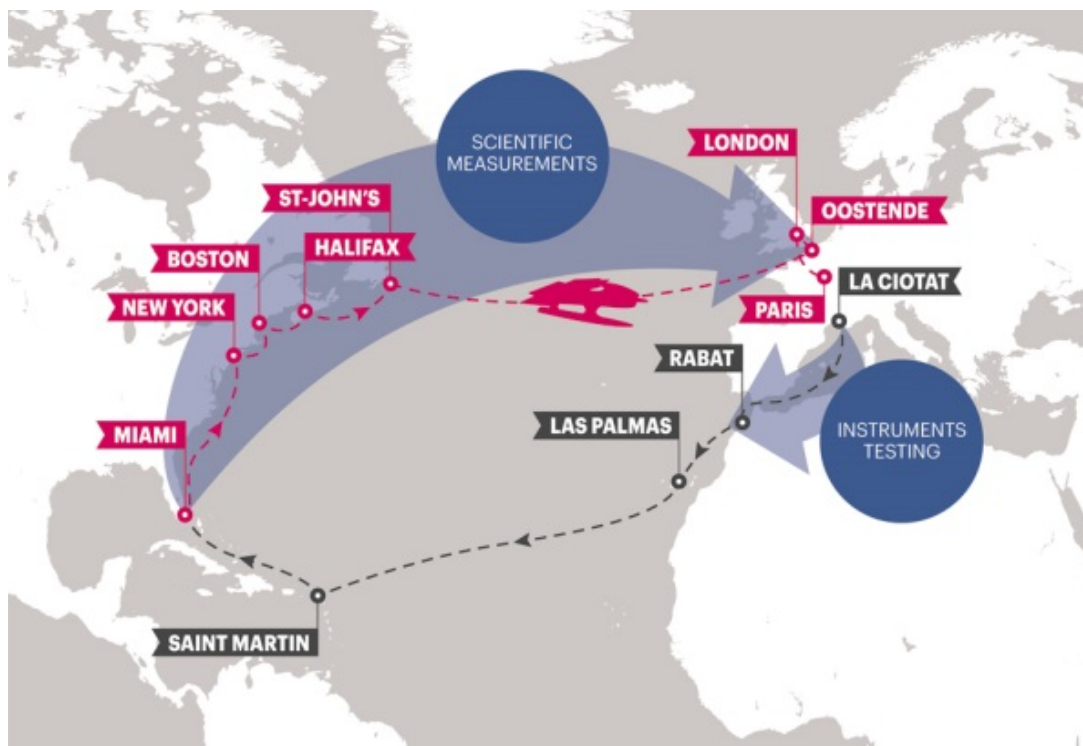 SCIENTIFIC
MEASUREMENTS
LONDON
ST-JOHN'S
OOSTENDE
HALIFAX
BOSTON
LA CIOTAT
NEW YORK
PARIS
RABAT
MIAMI
LAS PALMAS
INSTRUMENTS
TESTING
SAINT MARTIN